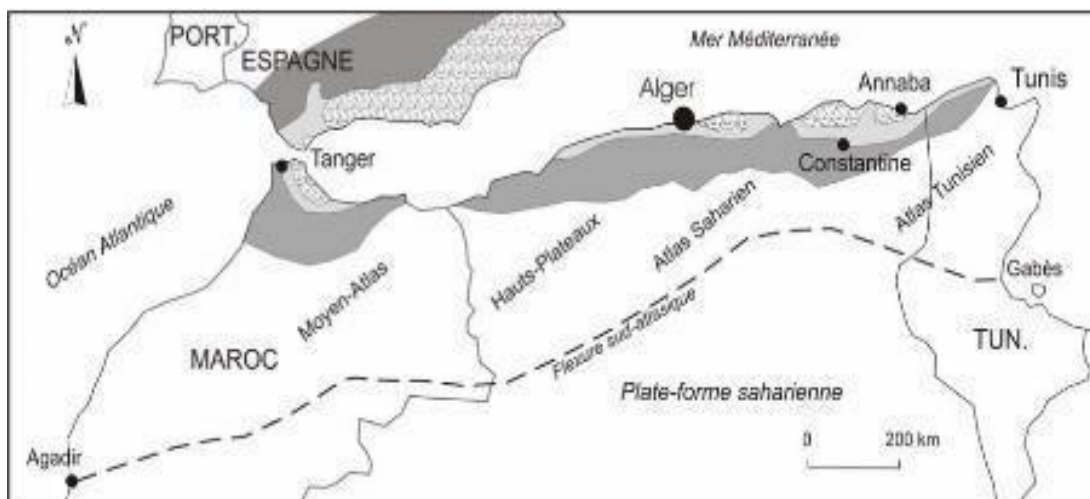 N
PORT.
ESPAGNE
Mer Méditerranée
Alger
Annaba
Tunis
Tanger
Constantine
Océan Atlantique
Moyen-Atlas
Hauts-Plateaux
Atlas Saharien
Atlas Tunisien
Gabès
Flexure sud-atlasique
MAROC
TUN.
Plate-forme saharienne
0 200 km
Agadir